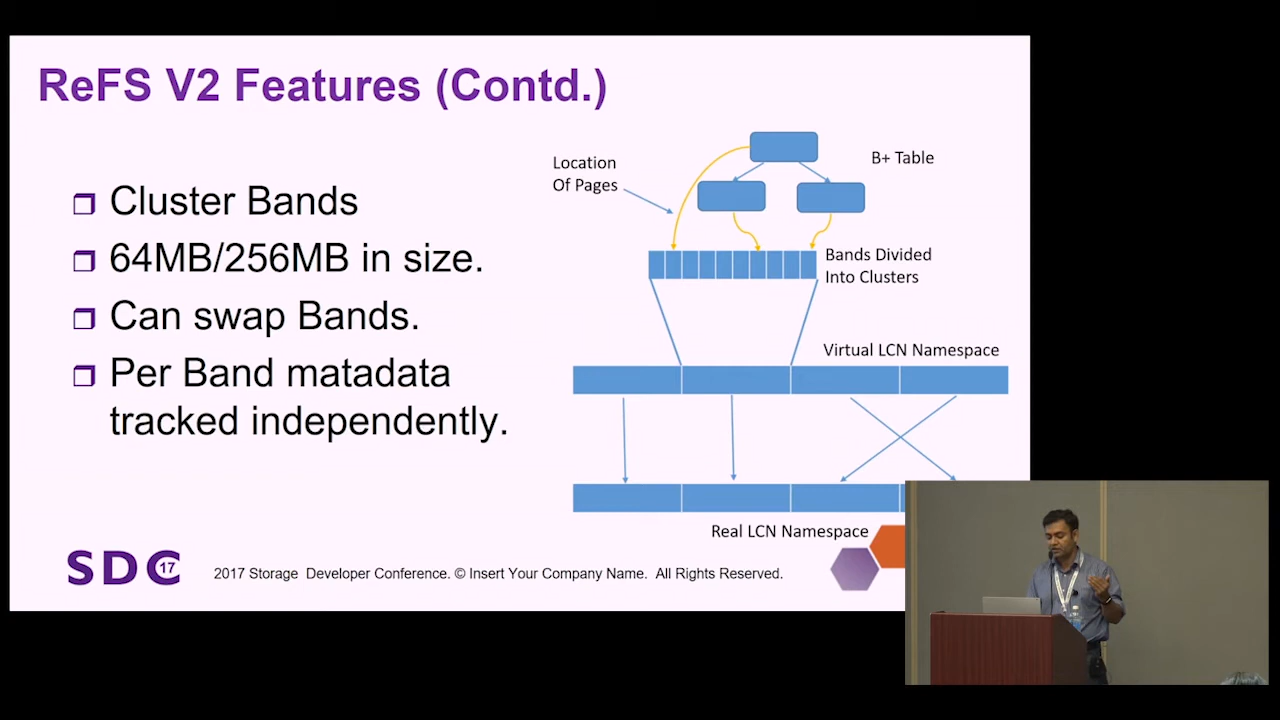 ReFS V2 Features (Contd.)
Cluster Bands
64MB/256MB in size.
Can swap Bands.
Per Band matadata
tracked independently.
Location
Of Pages
B+ Table
Bands Divided
Into Clusters
Virtual LCN Namespace
Real LCN Namespace
SDC 17
2017 Storage Developer Conference. © Insert Your Company Name. All Rights Reserved.